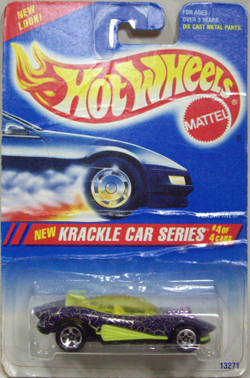 NEW
LOOK!
FOR AGES
OVER 3 YEARS
DIE CAST METAL PARTS.
HOT WHEELS
MATTEL
NEW KRACKLE CAR SERIES #4 OF
4 CARS
13271